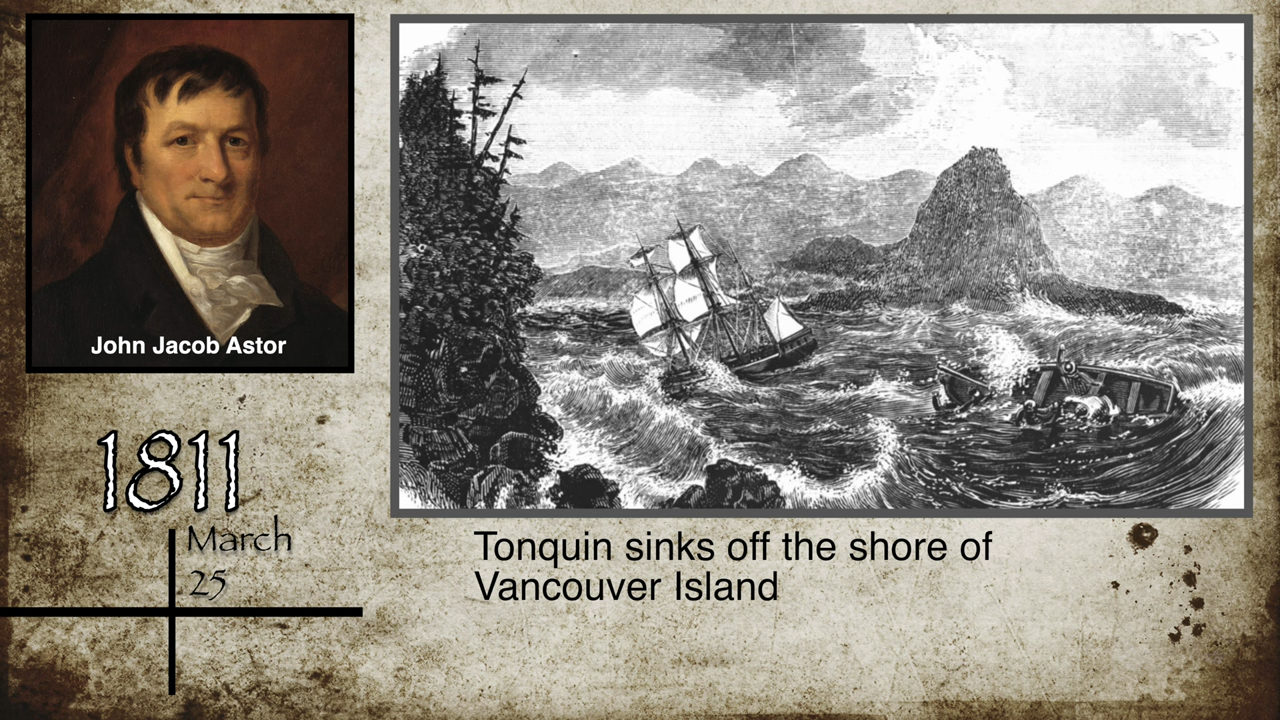 John Jacob Astor
1811
March
25
Tonquin sinks off the shore of
Vancouver Island